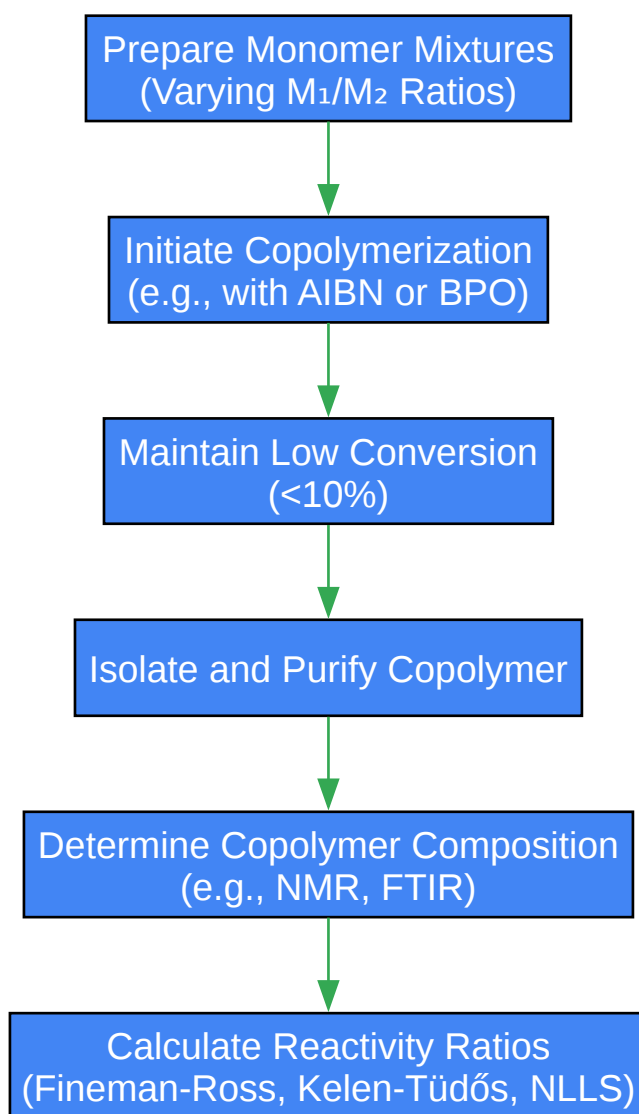 Prepare Monomer Mixtures
(Varying M₁/M₂ Ratios)
Initiate Copolymerization
(e.g., with AIBN or BPO)
Maintain Low Conversion
(<10%)
Isolate and Purify Copolymer
Determine Copolymer Composition
(e.g., NMR, FTIR)
Calculate Reactivity Ratios
(Fineman-Ross, Kelen-Tüdős, NLLS)